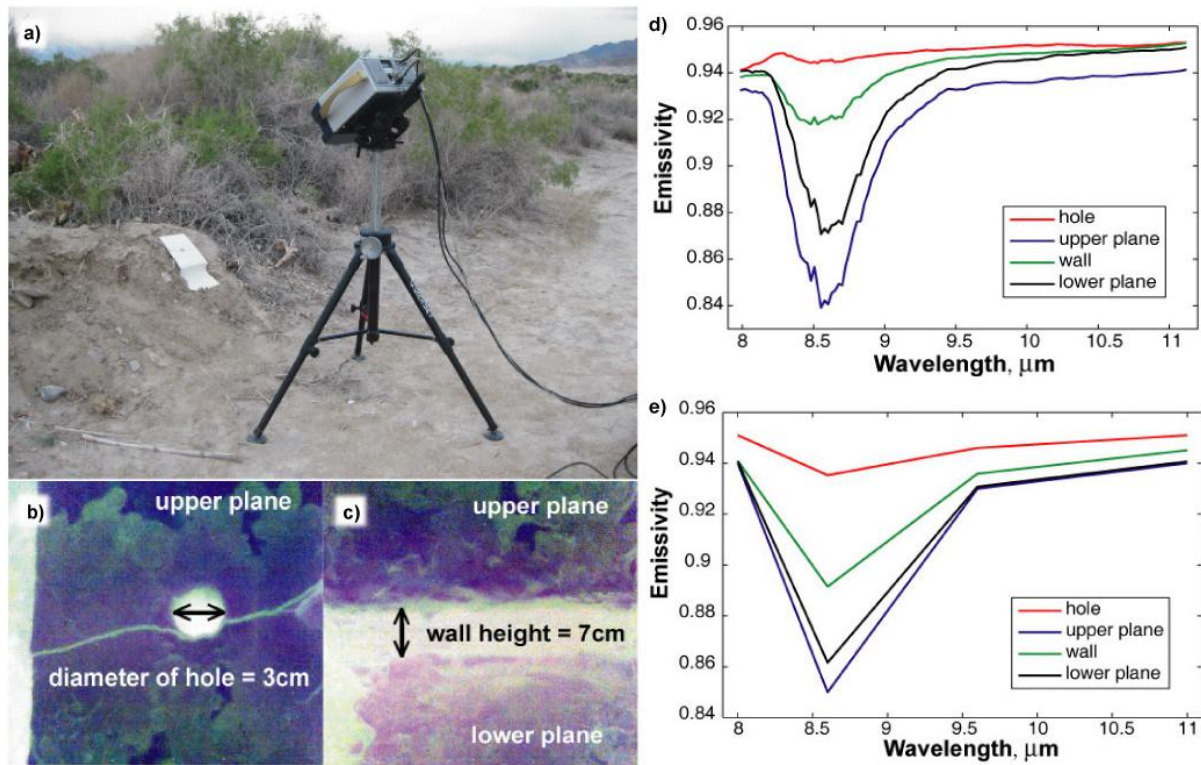 a)
b)
upper plane
diameter of hole = 3cm
c)
upper plane
wall height = 7cm
lower plane
d)
0.96
0.94
0.92
0.9
0.88
0.86
0.84
Emissivity
8
8.5
9
9.5
10
10.5
11
Wavelength, μm
hole
upper plane
wall
lower plane
e)
0.96
0.94
0.92
0.9
0.88
0.86
0.84
Emissivity
8
8.5
9
9.5
10
10.5
11
Wavelength, μm
hole
upper plane
wall
lower plane